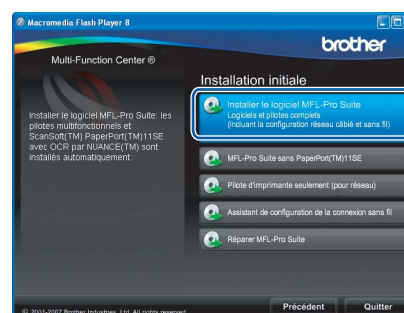 Macromedia Flash Player 8
brother
Multi-Function Center ®
Installation initiale
Installer le logiciel MFL-Pro Suite: les
pilotes multifonctionnels et
ScanSoft(TM) PaperPort(TM)11SE
avec OCR par NUANCE(TM) sont
installés automatiquement.
Installer le logiciel MFL-Pro Suite
Logiciels et pilotes complets
(incluant la configuration réseau câblé et sans fil)
MFL-Pro Suite sans PaperPort(TM)11SE
Pilote d'imprimante seulement (pour réseau)
Assistant de configuration de la connexion sans fil
Réparer MFL-Pro Suite
Précédent
Quitter
© 2001-2007 Brother Industries, Ltd. All rights reserved.